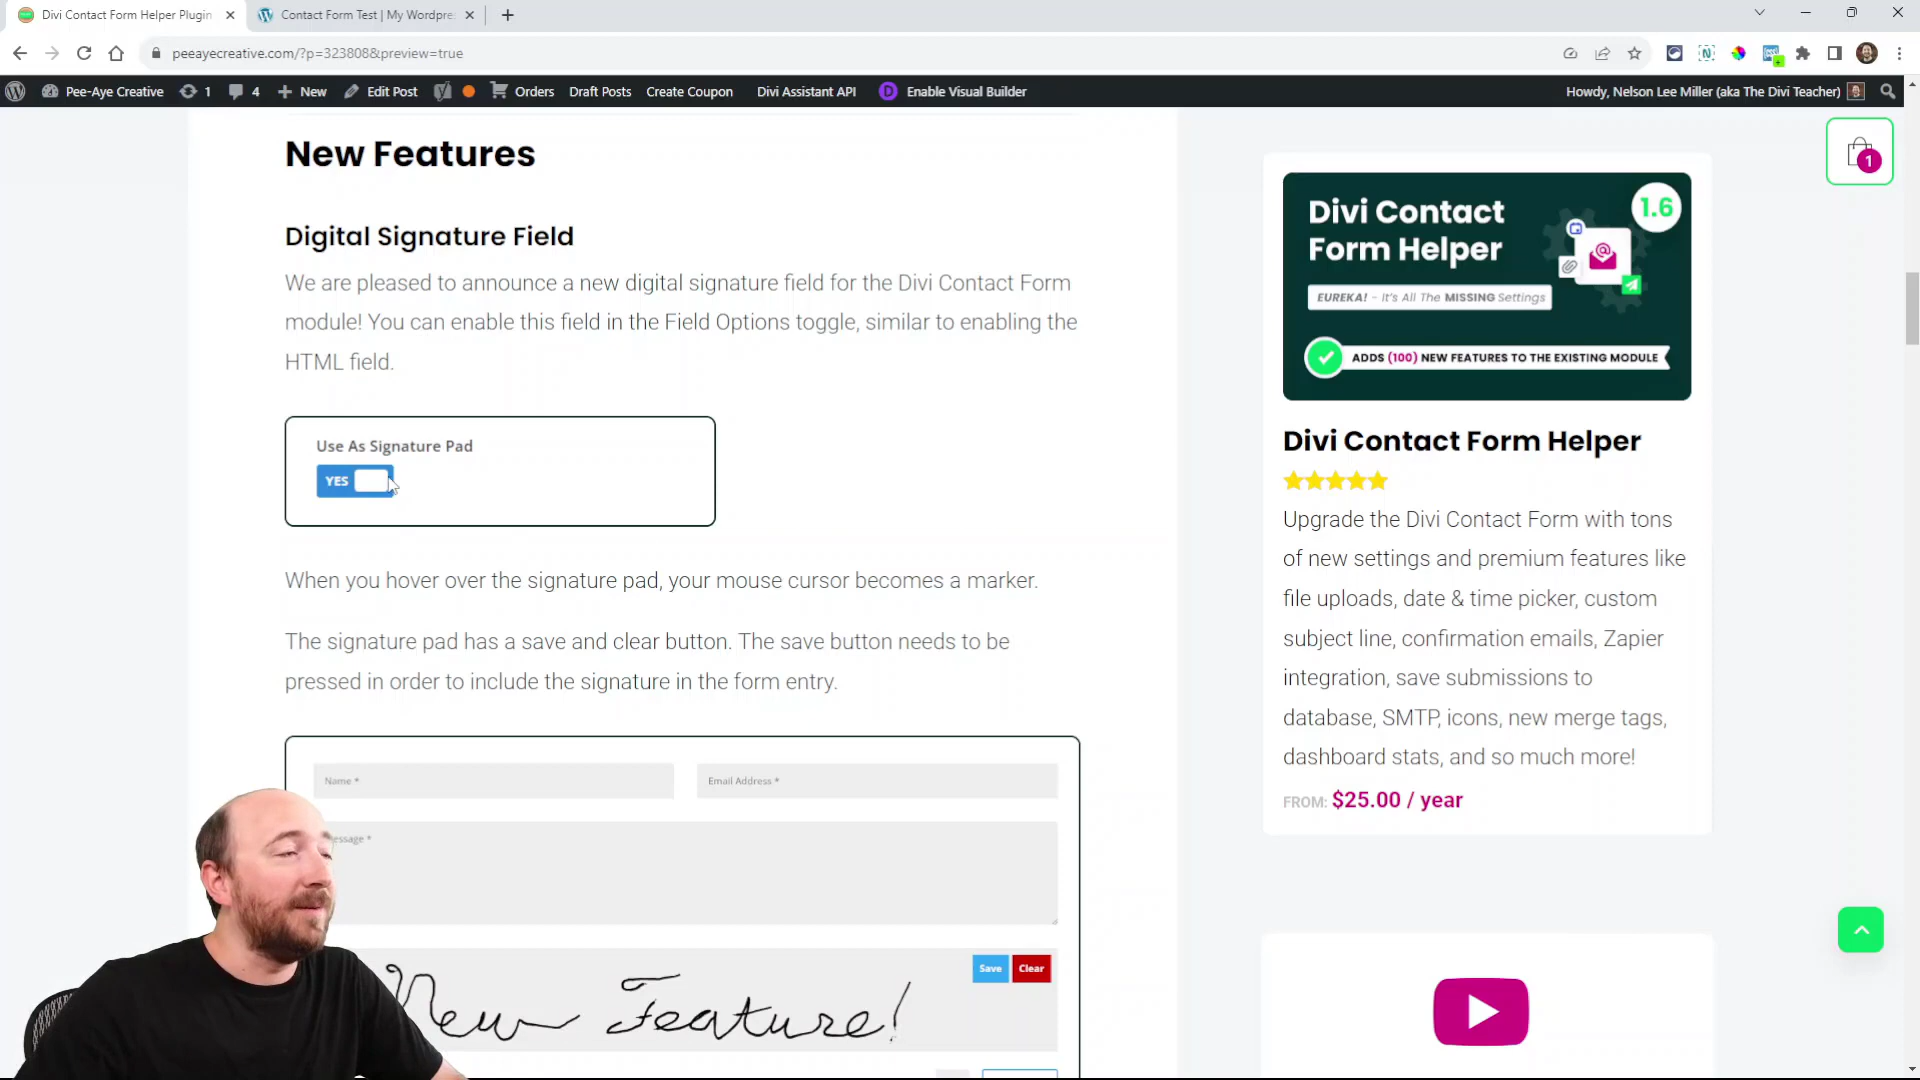 Divi Contact Form Helper Plugin
Contact Form Test | My Wordpre
peeayecreative.com/?p=323808&preview=true
Pee-Aye Creative 1 4 New Edit Post Orders Draft Posts Create Coupon Divi Assistant API D Enable Visual Builder Howdy, Nelson Lee Miller (aka The Divi Teacher)
New Features
Digital Signature Field
We are pleased to announce a new digital signature field for the Divi Contact Form
module! You can enable this field in the Field Options toggle, similar to enabling the
HTML field.
Use As Signature Pad
YES
When you hover over the signature pad, your mouse cursor becomes a marker.
The signature pad has a save and clear button. The save button needs to be
pressed in order to include the signature in the form entry.
Name *
Email Address *
essage *
Save Clear
New Feature!
1
Divi Contact
Form Helper
1.6
EUREKA! - It's All The MISSING Settings
ADDS (100) NEW FEATURES TO THE EXISTING MODULE
Divi Contact Form Helper
Upgrade the Divi Contact Form with tons
of new settings and premium features like
file uploads, date & time picker, custom
subject line, confirmation emails, Zapier
integration, save submissions to
database, SMTP, icons, new merge tags,
dashboard stats, and so much more!
FROM: $25.00 / year